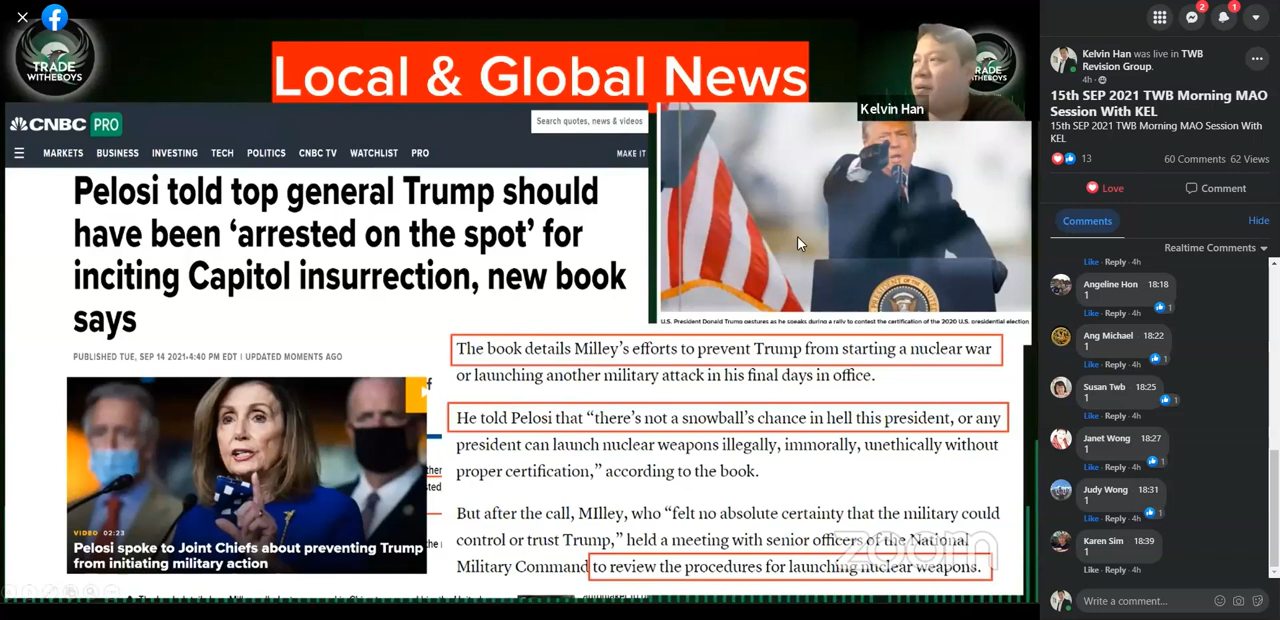 TRADE
WITHEBOYS
Local & Global News
Kelvin Han
CNBC PRO
Search quotes, news & videos
MARKETS BUSINESS INVESTING TECH POLITICS CNBC TV WATCHLIST PRO
MAKE IT
Pelosi told top general Trump should
have been ‘arrested on the spot’ for
inciting Capitol insurrection, new book
says
PUBLISHED TUE, SEP 14 2021•4:40 PM EDT | UPDATED MOMENTS AGO
U.S. President Donald Trump gestures as he speaks during a rally to contest the certification of the 2020 U.S. presidential election
VIDEO 02:23
Pelosi spoke to Joint Chiefs about preventing Trump
from initiating military action
The book details Milley’s efforts to prevent Trump from starting a nuclear war
or launching another military attack in his final days in office.
He told Pelosi that “there’s not a snowball’s chance in hell this president, or any
president can launch nuclear weapons illegally, immorally, unethically without
proper certification,” according to the book.
But after the call, MIlley, who “felt no absolute certainty that the military could
control or trust Trump,” held a meeting with senior officers of the National
Military Command to review the procedures for launching nuclear weapons.
zoom
2
1
Kelvin Han was live in TWB
Revision Group.
4h
15th SEP 2021 TWB Morning MAO
Session With KEL
15th SEP 2021 TWB Morning MAO Session With
KEL
13
60 Comments 62 Views
Love
Comment
Comments
Hide
Realtime Comments
Like · Reply · 4h
Angeline Hon 18:18
1
1
Like · Reply · 4h
Ang Michael 18:22
1
1
Like · Reply · 4h
Susan Twb 18:25
1
1
Like · Reply · 4h
Janet Wong 18:27
1
1
Like · Reply · 4h
Judy Wong 18:31
1
1
Like · Reply · 4h
Karen Sim 18:39
1
Like · Reply · 4h
Write a comment...